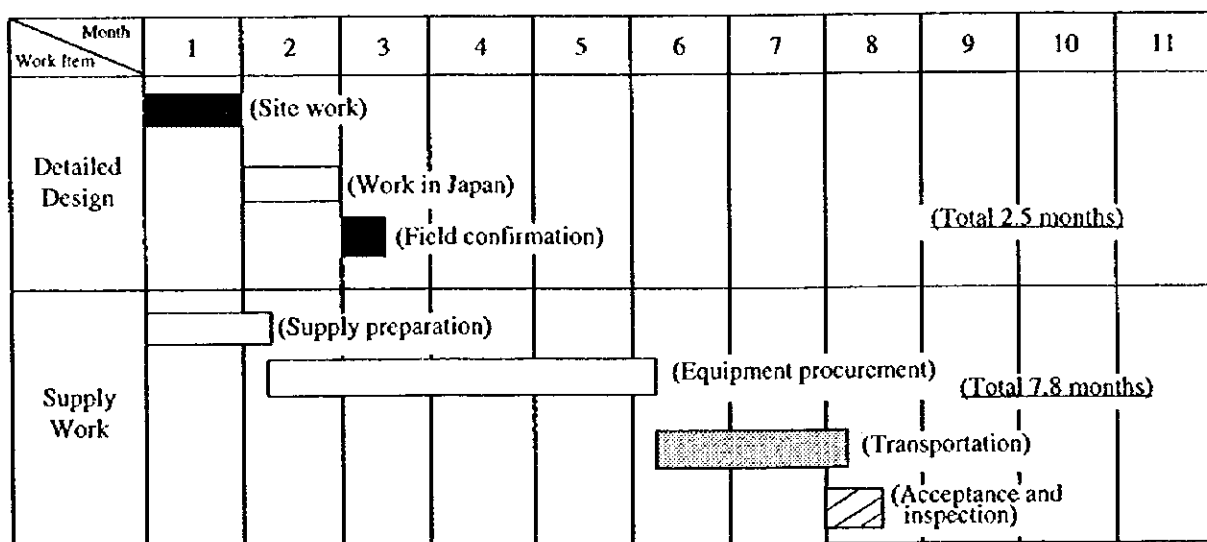 Month
Work Item
1 2 3 4 5 6 7 8 9 10 11
Detailed
Design
(Site work)
(Work in Japan)
(Field confirmation)
(Total 2.5 months)
Supply
Work
(Supply preparation)
(Equipment procurement)
(Total 7.8 months)
(Transportation)
(Acceptance and
inspection)